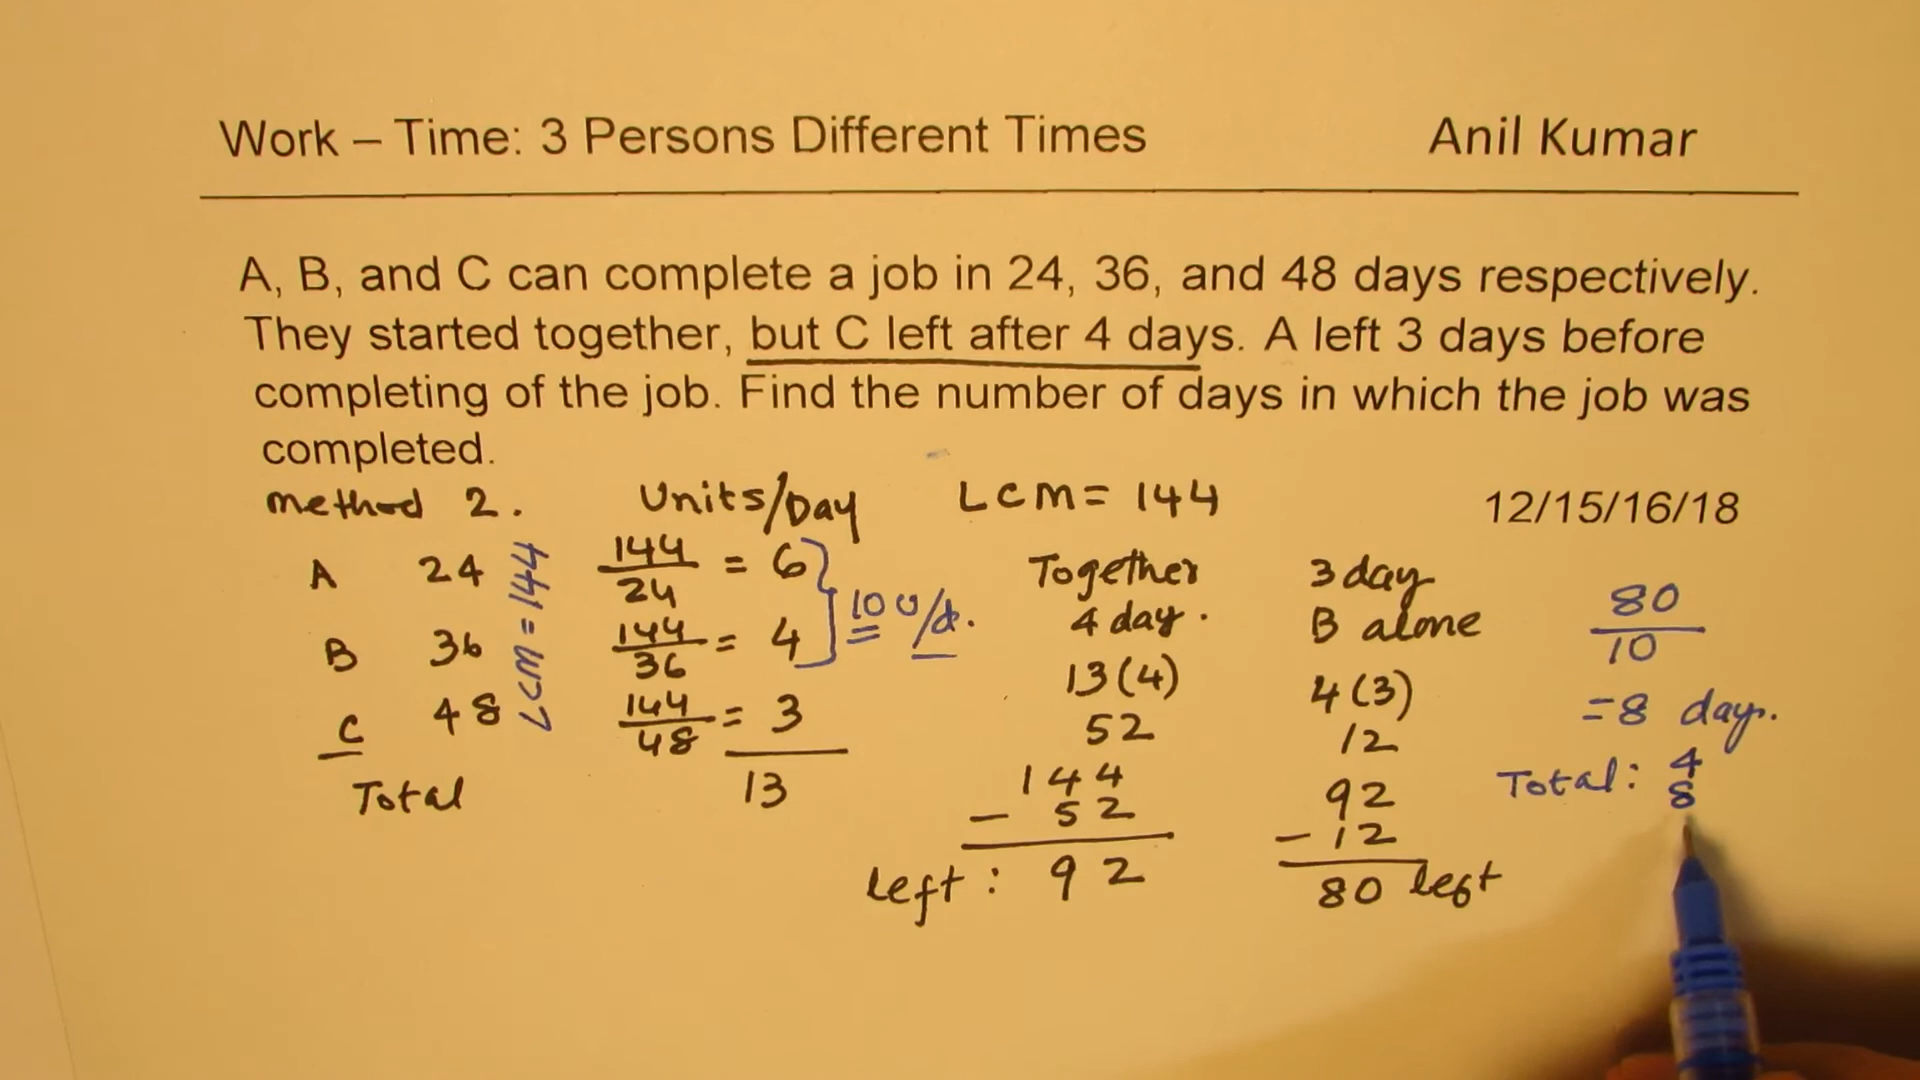 Work – Time: 3 Persons Different Times Anil Kumar
A, B, and C can complete a job in 24, 36, and 48 days respectively.
They started together, but C left after 4 days. A left 3 days before
completing of the job. Find the number of days in which the job was
completed.
method 2. Units/Day LCM = 144 12/15/16/18
A 24 144/24 = 6
B 36 144/36 = 4
C 48 144/48 = 3
Total 13
LCM = 144
10 U/d.
Together
4 day.
13(4)
52
144
- 52
left: 92
3 day
B alone
4(3)
12
92
- 12
80 left
80
10
=8 day.
Total: 4
8